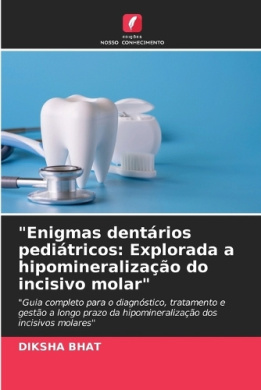 edições
NOSSO CONHECIMENTO
"Enigmas dentários
pediátricos: Explorada a
hipomineralização do
incisivo molar"
"Guia completo para o diagnóstico, tratamento e
gestão a longo prazo da hipomineralização dos
incisivos molares"
DIKSHA BHAT